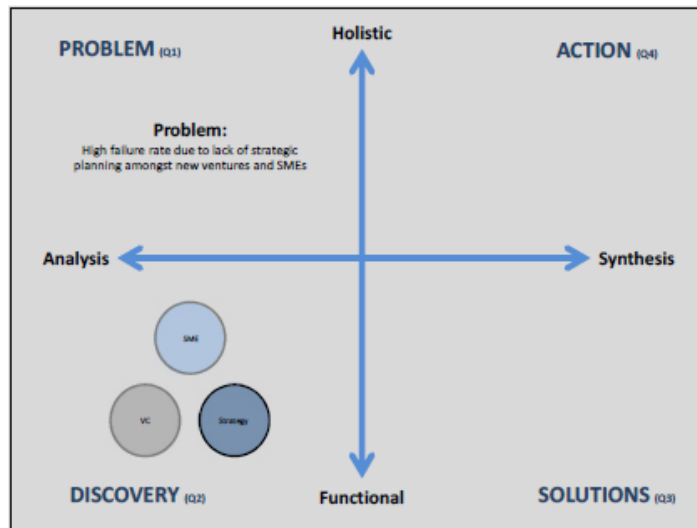 PROBLEM (Q1)
Holistic
ACTION (Q4)
Problem:
High failure rate due to lack of strategic
planning amongst new ventures and SMEs
Analysis
Synthesis
SME
VC
Strategy
DISCOVERY (Q2)
Functional
SOLUTIONS (Q3)